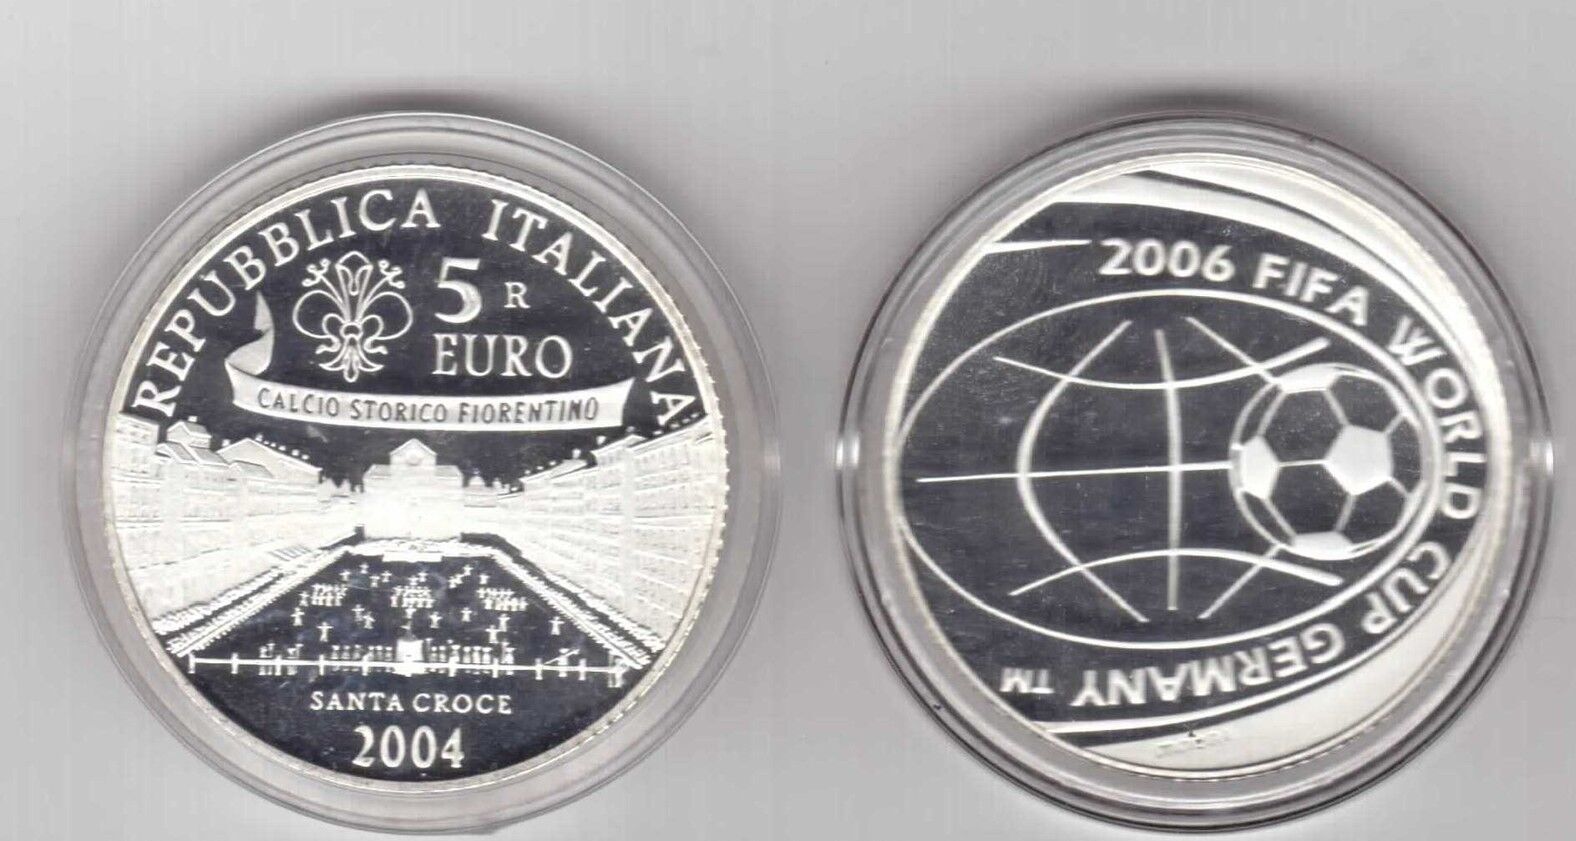 REPUBBLICA ITALIANA
5 R
EURO
CALCIO STORICO FIORENTINO
SANTA CROCE
2004
2006 FIFA WORLD CUP GERMANY TM